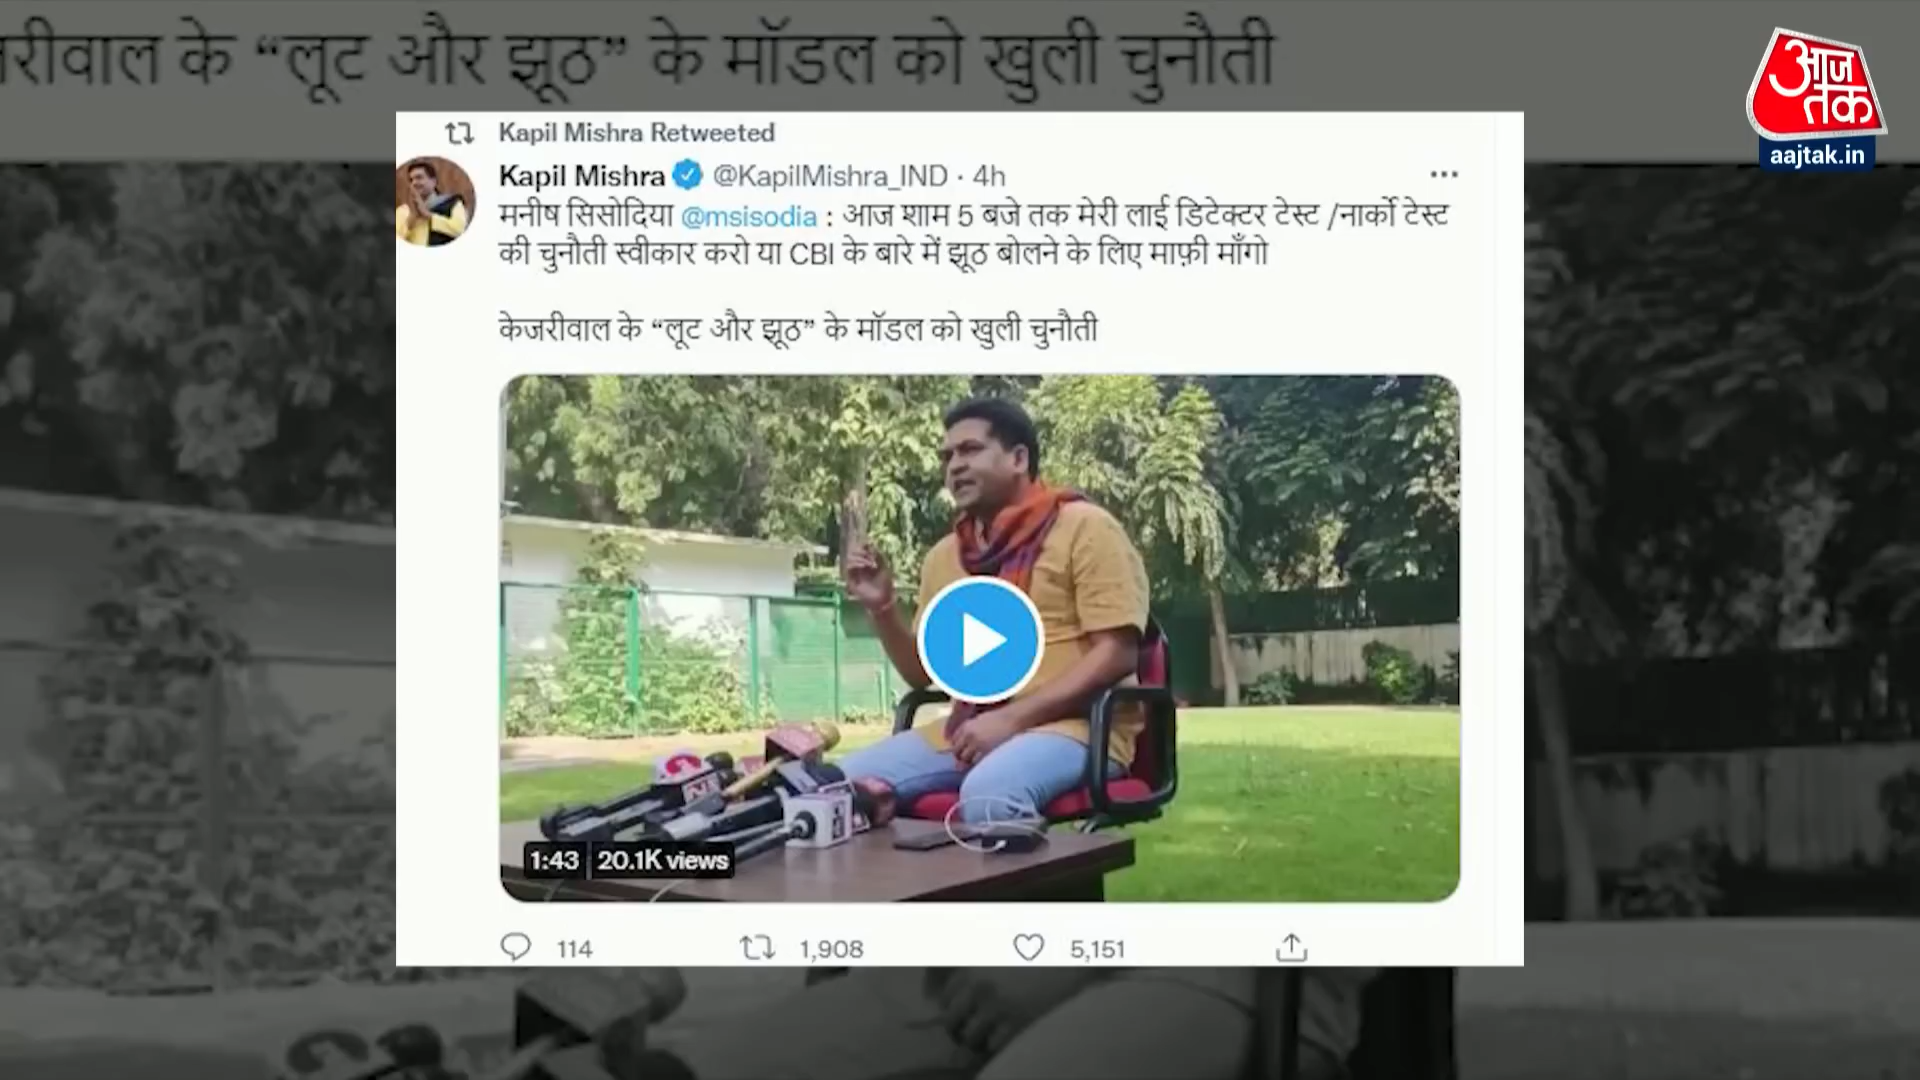 जरीवाल के “लूट और झूठ” के मॉडल को खुली चुनौती
आज तक
aajtak.in
Kapil Mishra Retweeted
Kapil Mishra @KapilMishra_IND · 4h
मनीष सिसोदिया @msisodia : आज शाम 5 बजे तक मेरी लाई डिटेक्टर टेस्ट /नार्को टेस्ट
की चुनौती स्वीकार करो या CBI के बारे में झूठ बोलने के लिए माफ़ी माँगो
केजरीवाल के “लूट और झूठ” के मॉडल को खुली चुनौती
1:43 20.1K views
114 1,908 5,151